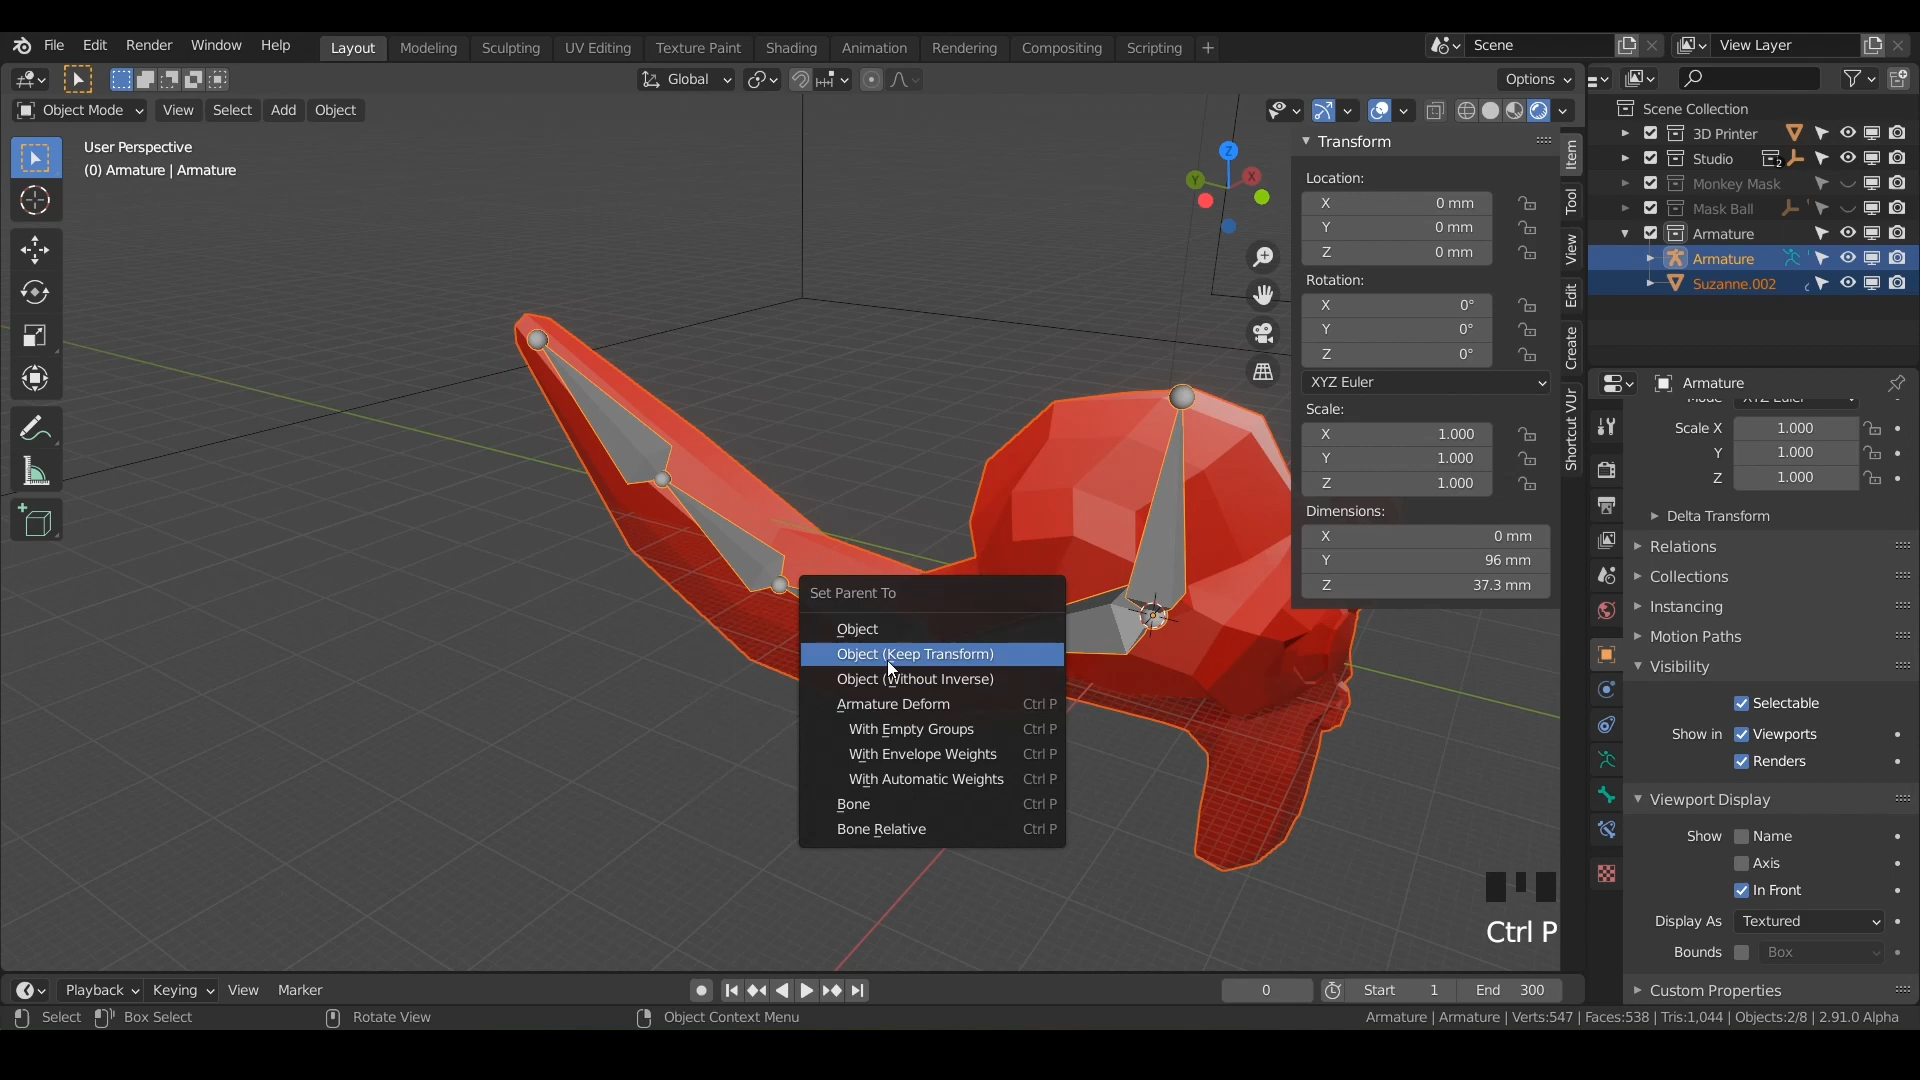 File Edit Render Window Help Layout Modeling Sculpting UV Editing Texture Paint Shading Animation Rendering Compositing Scripting + Scene View Layer
Global Options
Object Mode View Select Add Object
User Perspective
(0) Armature | Armature
Z
Y
X
Transform
Location:
X 0 mm
Y 0 mm
Z 0 mm
Rotation:
X 0°
Y 0°
Z 0°
XYZ Euler
Scale:
X 1.000
Y 1.000
Z 1.000
Dimensions:
X 0 mm
Y 96 mm
Z 37.3 mm
Item
Tool
View
Edit
Create
Shortcut VUr
Scene Collection
3D Printer
Studio 2
Monkey Mask
Mask Ball
Armature
Armature
Suzanne.002
Armature
Mode XYZ Euler
Scale X 1.000
Y 1.000
Z 1.000
Delta Transform
Relations
Collections
Instancing
Motion Paths
Visibility
Selectable
Show in Viewports
Renders
Viewport Display
Show Name
Axis
In Front
Display As Textured
Bounds Box
Custom Properties
Set Parent To
Object
Object (Keep Transform)
Object (Without Inverse)
Armature Deform Ctrl P
With Empty Groups Ctrl P
With Envelope Weights Ctrl P
With Automatic Weights Ctrl P
Bone Ctrl P
Bone Relative Ctrl P
Ctrl P
Playback Keying View Marker 0 Start 1 End 300
Select Box Select Rotate View Object Context Menu Armature | Armature | Verts:547 | Faces:538 | Tris:1,044 | Objects:2/8 | 2.91.0 Alpha